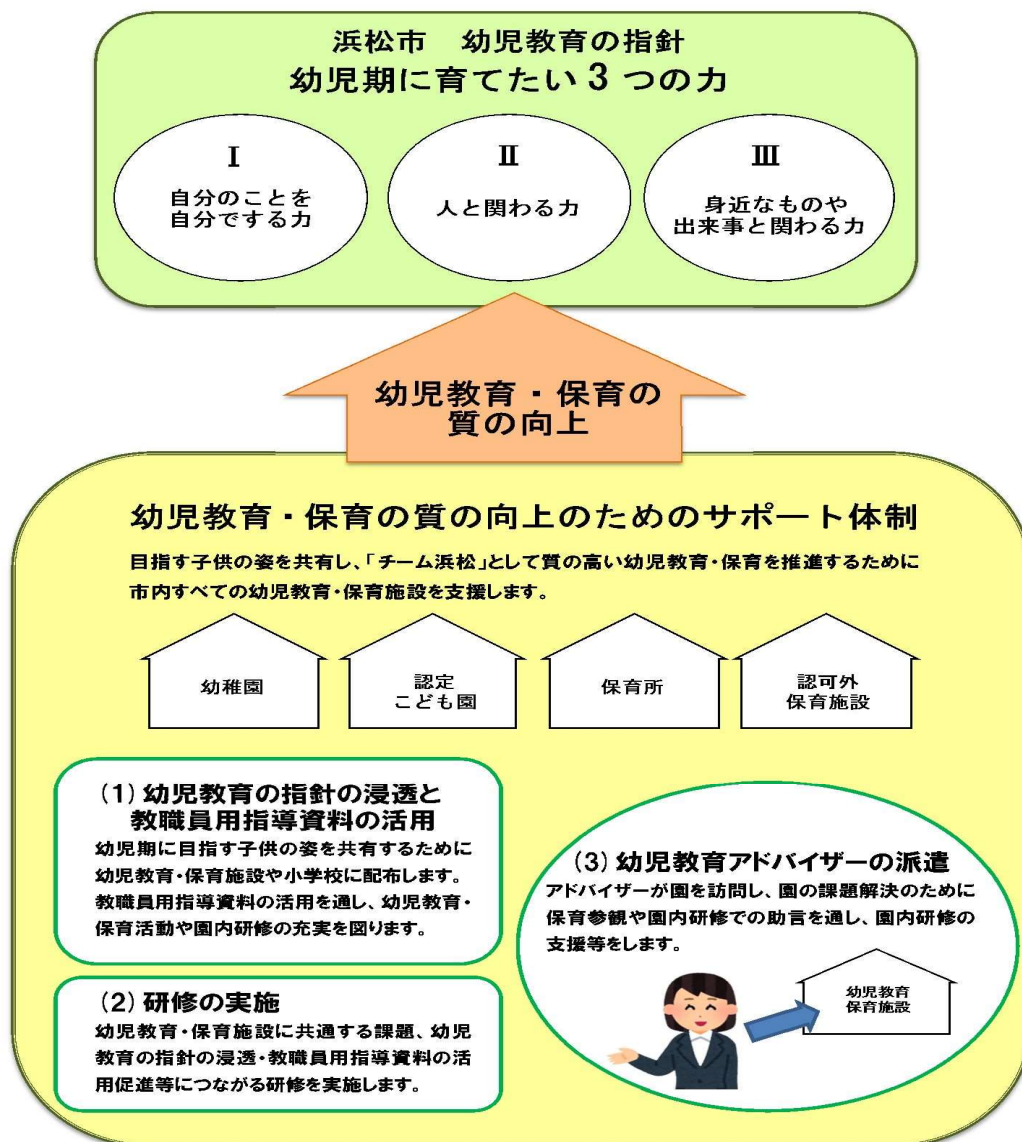 浜松市　幼児教育の指針
幼児期に育てたい3つの力
Ⅰ
自分のことを
自分でする力
Ⅱ
人と関わる力
Ⅲ
身近なものや
出来事と関わる力
幼児教育・保育の
質の向上
幼児教育・保育の質の向上のためのサポート体制
目指す子供の姿を共有し、「チーム浜松」として質の高い幼児教育・保育を推進するために
市内すべての幼児教育・保育施設を支援します。
幼稚園
認定
こども園
保育所
認可外
保育施設
(1)幼児教育の指針の浸透と
教職員用指導資料の活用
幼児期に目指す子供の姿を共有するために
幼児教育・保育施設や小学校に配布します。
教職員用指導資料の活用を通し、幼児教育・
保育活動や園内研修の充実を図ります。
(2)研修の実施
幼児教育・保育施設に共通する課題、幼児
教育の指針の浸透・教職員用指導資料の活
用促進等につながる研修を実施します。
(3)幼児教育アドバイザーの派遣
アドバイザーが園を訪問し、園の課題解決のために
保育参観や園内研修での助言を通し、園内研修の
支援等をします。
幼児教育
保育施設